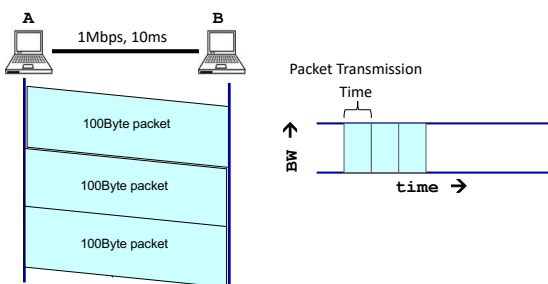 A B
1Mbps, 10ms
100Byte packet
100Byte packet
100Byte packet
Packet Transmission
Time
BW →
time →